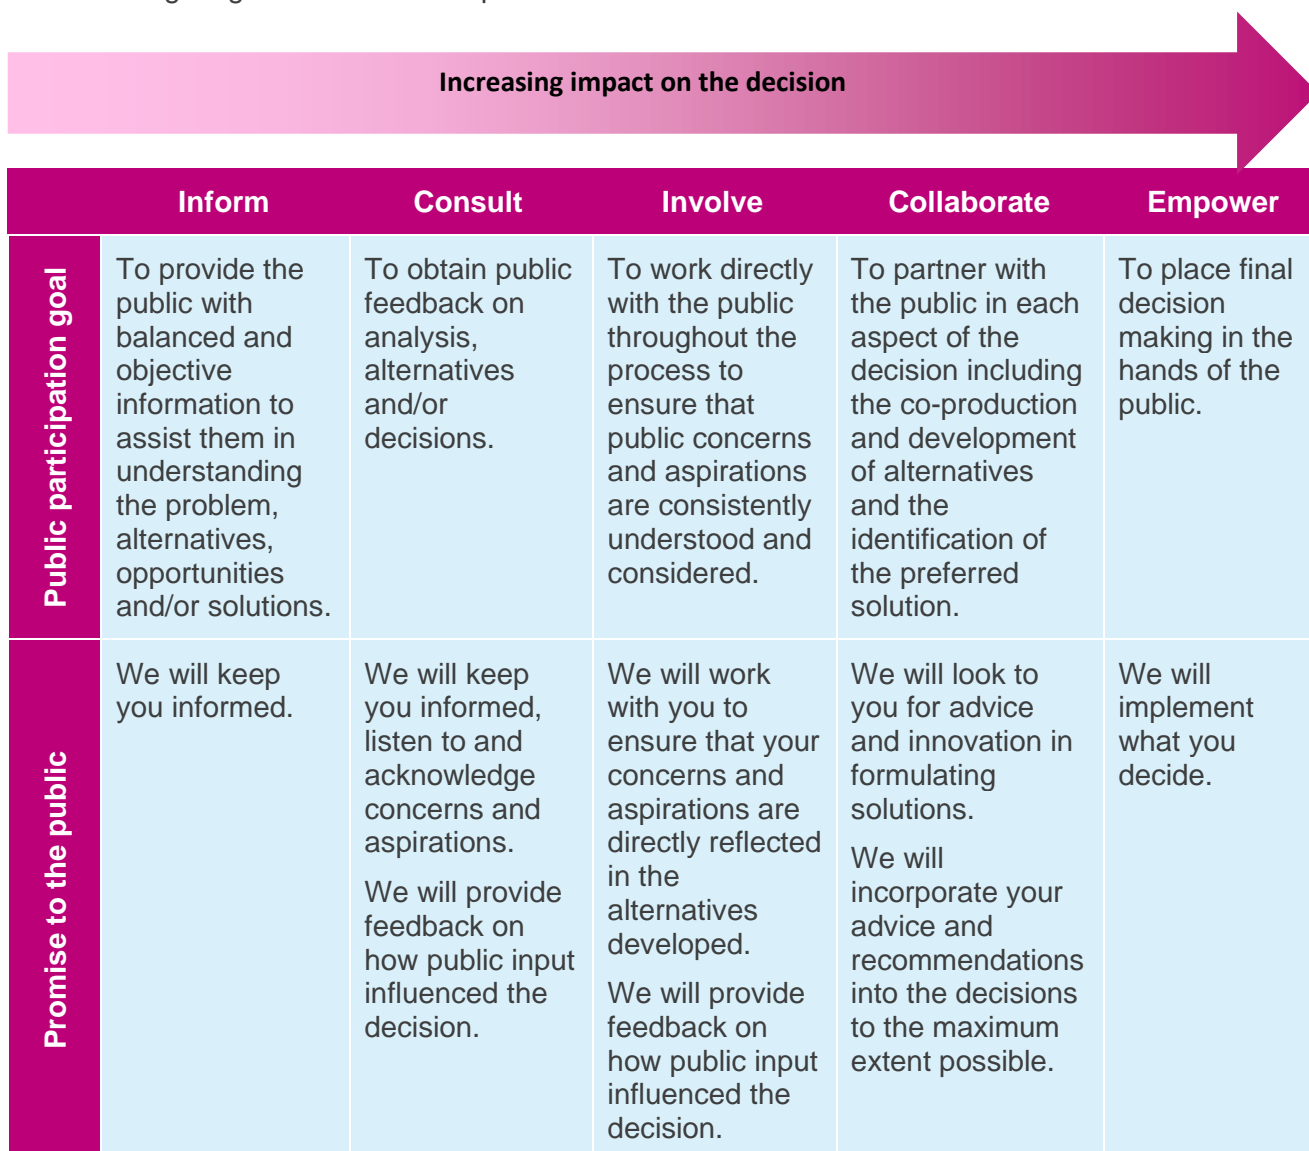 Increasing impact on the decision
Inform
Consult
Involve
Collaborate
Empower
Public participation goal
To provide the
public with
balanced and
objective
information to
assist them in
understanding
the problem,
alternatives,
opportunities
and/or solutions.
To obtain public
feedback on
analysis,
alternatives
and/or
decisions.
To work directly
with the public
throughout the
process to
ensure that
public concerns
and aspirations
are consistently
understood and
considered.
To partner with
the public in each
aspect of the
decision including
the co-production
and development
of alternatives
and the
identification of
the preferred
solution.
To place final
decision
making in the
hands of the
public.
Promise to the public
We will keep
you informed.
We will keep
you informed,
listen to and
acknowledge
concerns and
aspirations.
We will provide
feedback on
how public input
influenced the
decision.
We will work
with you to
ensure that your
concerns and
aspirations are
directly reflected
in the
alternatives
developed.
We will provide
feedback on
how public input
influenced the
decision.
We will look to
you for advice
and innovation in
formulating
solutions.
We will
incorporate your
advice and
recommendations
into the decisions
to the maximum
extent possible.
We will
implement
what you
decide.